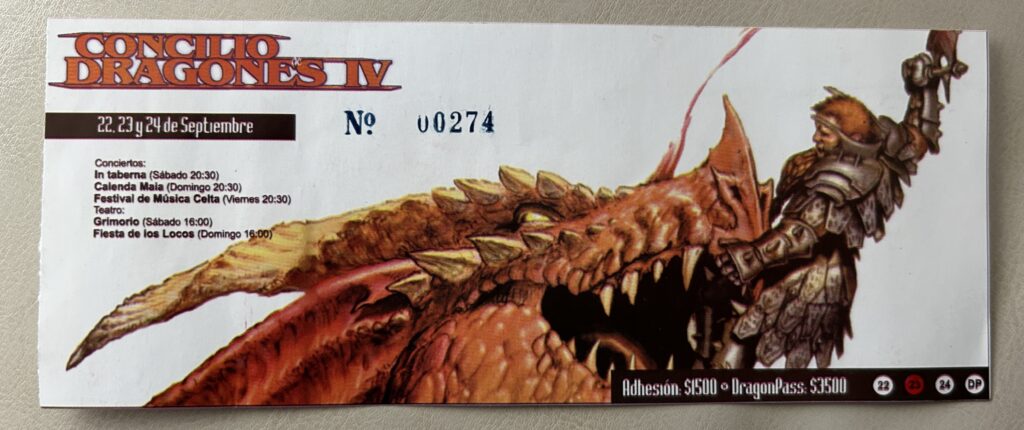 CONCILIO
de
DRAGONES IV
22, 23 y 24 de Septiembre
Nº 00274
Conciertos:
In taberna (Sábado 20:30)
Calenda Maia (Domingo 20:30)
Festival de Música Celta (Viernes 20:30)
Teatro:
Grimorio (Sábado 16:00)
Fiesta de los Locos (Domingo 16:00)
Adhesión: $1500 • DragonPass: $3500
22 23 24 DP